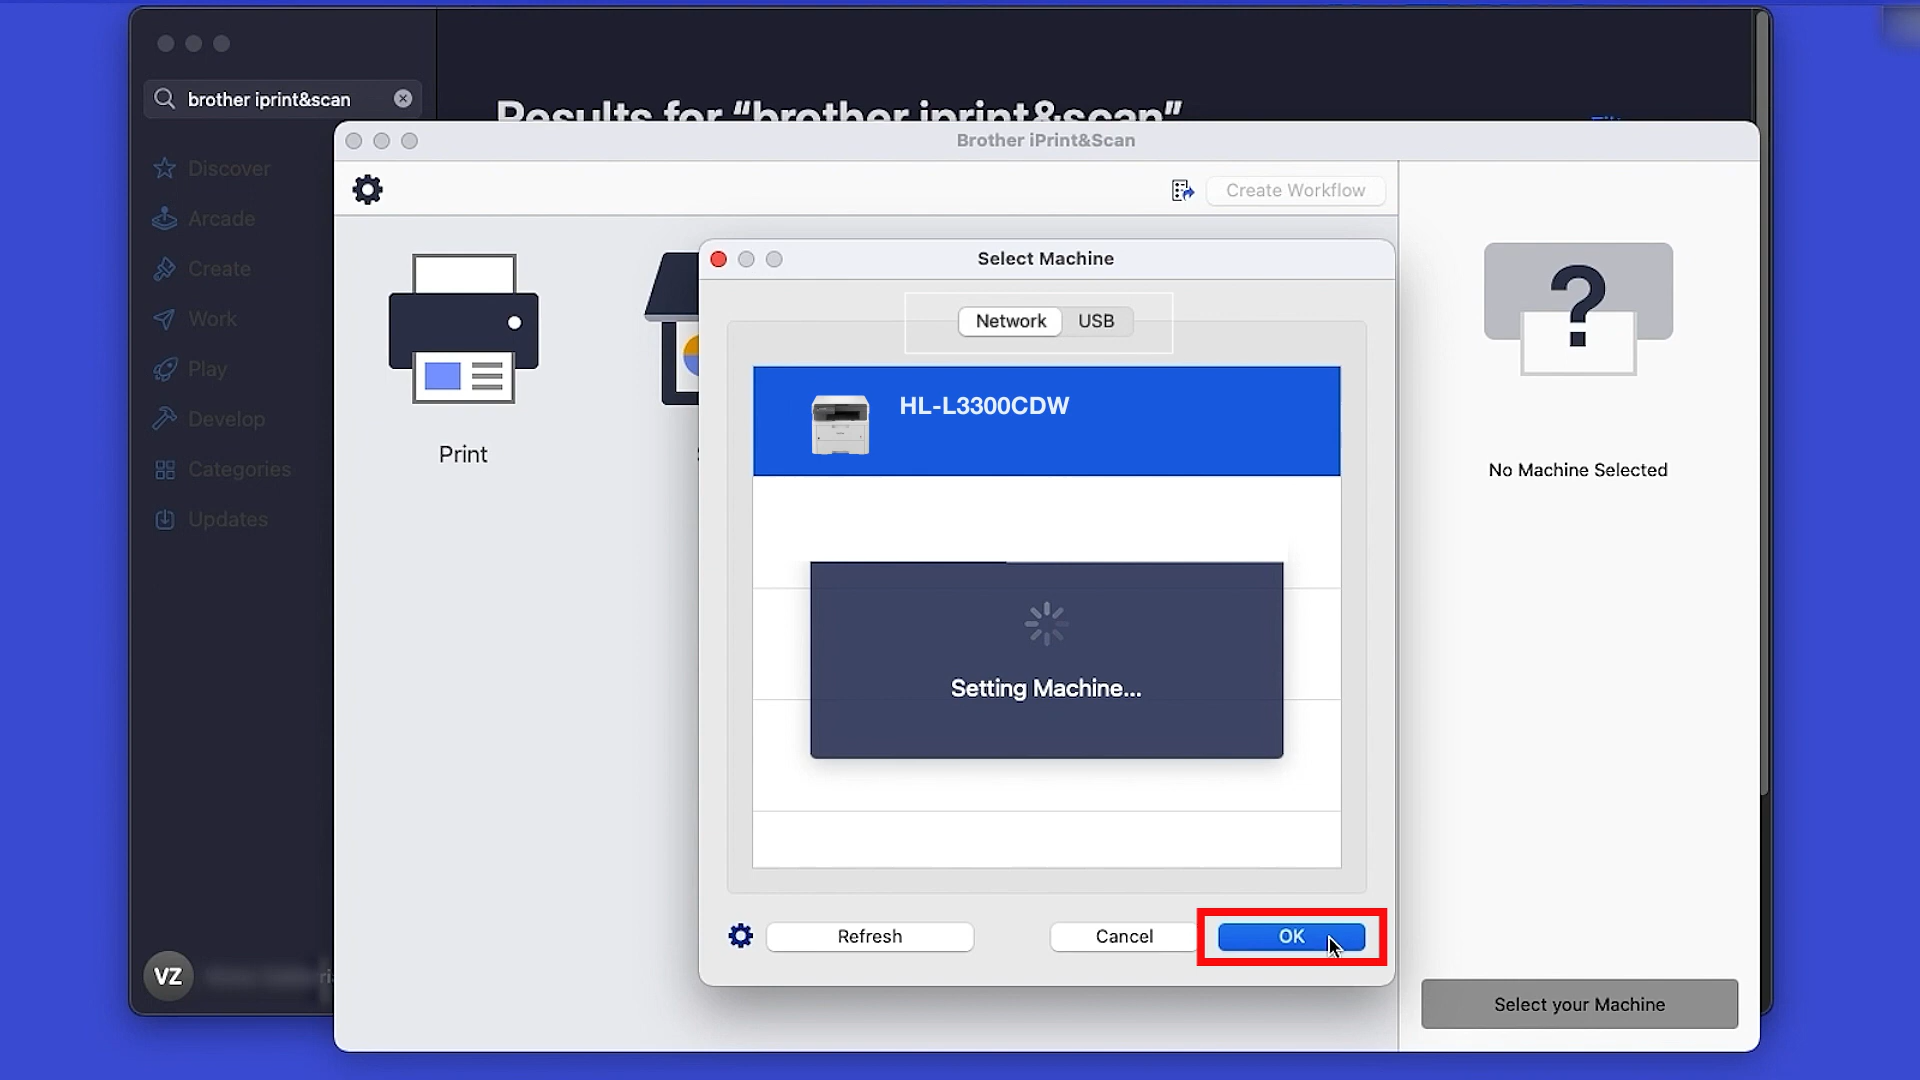 brother iprint&scan
Results for “brother iprint&scan”
Discover
Arcade
Create
Work
Play
Develop
Categories
Updates
VZ
Brother iPrint&Scan
Create Workflow
Print
No Machine Selected
Select your Machine
Select Machine
Network
USB
HL-L3300CDW
Setting Machine...
Refresh
Cancel
OK